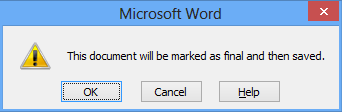 Microsoft Word
This document will be marked as final and then saved.
OK
Cancel
Help